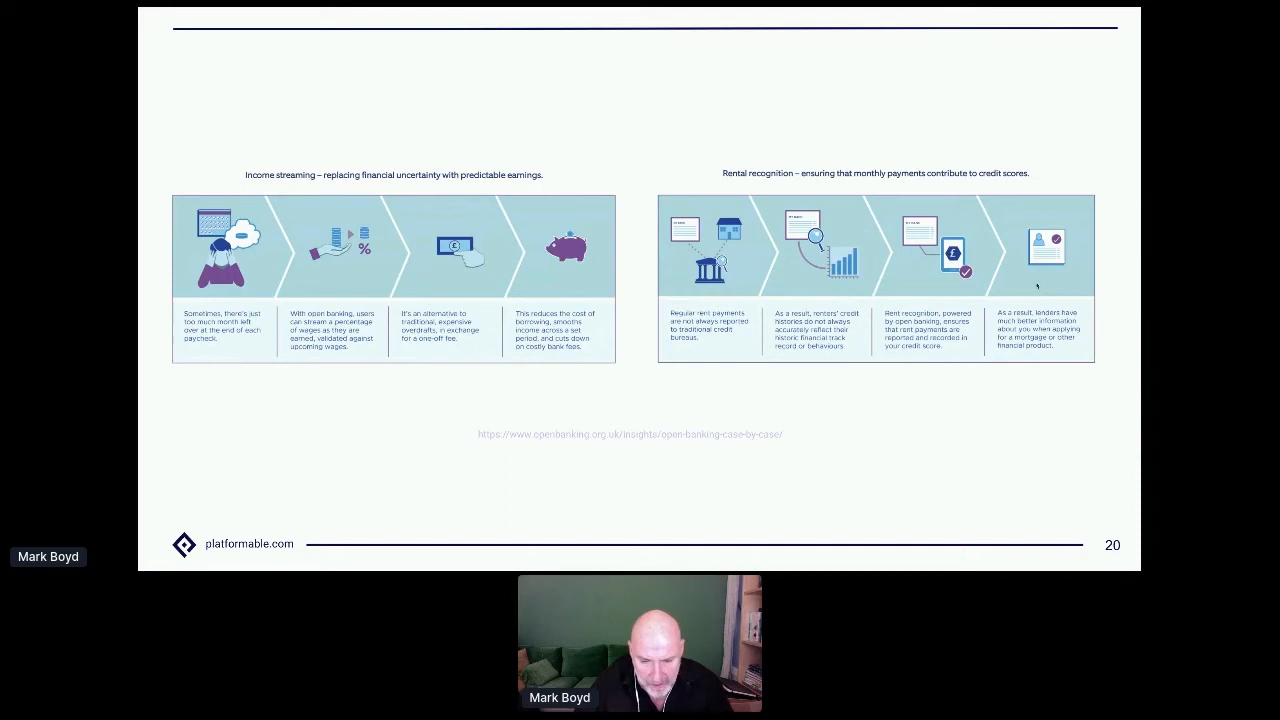 Income streaming – replacing financial uncertainty with predictable earnings.
Sometimes, there's just
too much month left
over at the end of each
paycheck.
With open banking, users
can stream a percentage
of wages as they are
earned, validated against
upcoming wages.
It's an alternative to
traditional, expensive
overdrafts, in exchange
for a one-off fee.
This reduces the cost of
borrowing, smooths
income across a set
period, and cuts down
on costly bank fees.
Rental recognition – ensuring that monthly payments contribute to credit scores.
Regular rent payments
are not always reported
to traditional credit
bureaus.
As a result, renters' credit
histories do not always
accurately reflect their
historic financial track
record or behaviours.
Rent recognition, powered
by open banking, ensures
that rent payments are
reported and recorded in
your credit score.
As a result, lenders have
much better information
about you when applying
for a mortgage or other
financial product.
https://www.openbanking.org.uk/insights/open-banking-case-by-case/
platformable.com
20
Mark Boyd
Mark Boyd